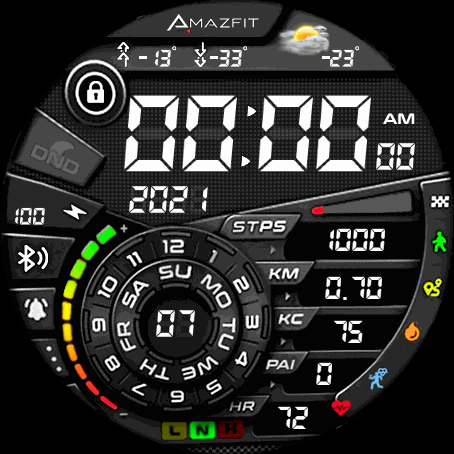 AMAZFIT
-13° -33° -23°
00:00 AM
00
DND
2021
100
STPS 1000
KM 0.70
KC 75
PAI 0
HR 72
12 1 2 3 4 5 6 7 8 9 10 11
SU MO TU WE TH FR SA
07
L N H